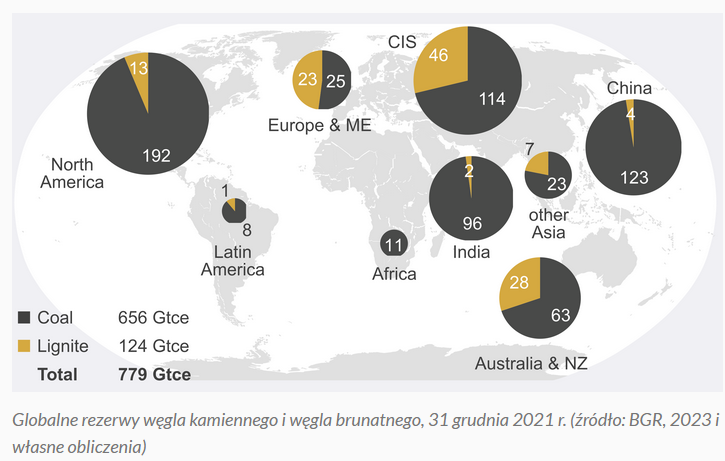 CIS
46
114
13
192
North
America
23 25
Europe & ME
China
4
123
7
23
other
Asia
2
96
India
1
8
Latin
America
11
Africa
28
63
Australia & NZ
Coal 656 Gtce
Lignite 124 Gtce
Total 779 Gtce
Globalne rezerwy węgla kamiennego i węgla brunatnego, 31 grudnia 2021 r. (źródło: BGR, 2023 i
własne obliczenia)